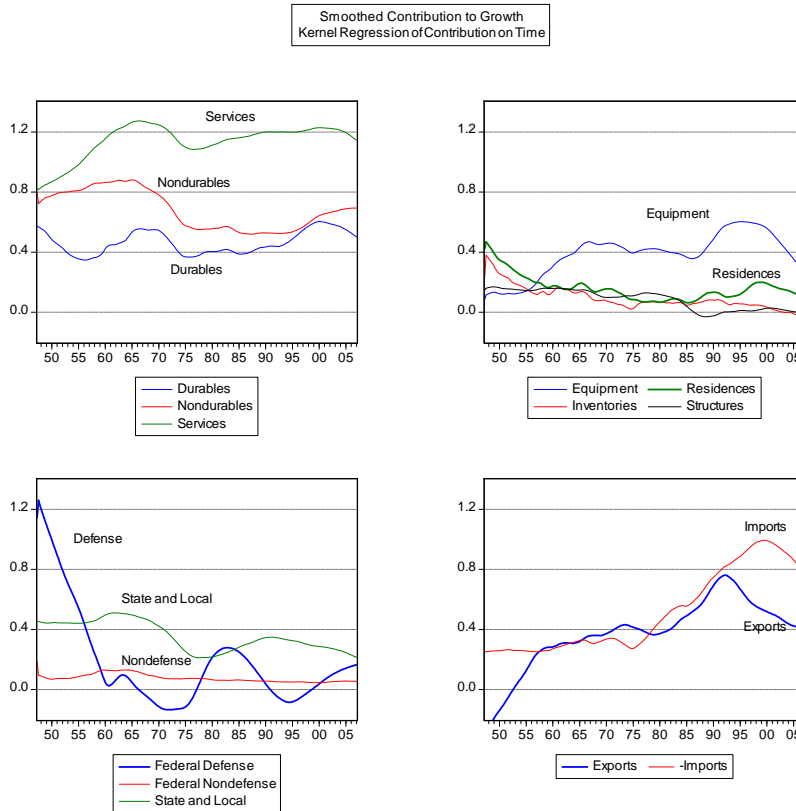 Smoothed Contribution to Growth
Kernel Regression of Contribution on Time
1.2
0.8
0.4
0.0
Services
Nondurables
Durables
50 55 60 65 70 75 80 85 90 95 00 05
Durables
Nondurables
Services
1.2
0.8
0.4
0.0
Equipment
Residences
50 55 60 65 70 75 80 85 90 95 00 05
Equipment Residences
Inventories Structures
1.2
0.8
0.4
0.0
Defense
State and Local
Nondefense
50 55 60 65 70 75 80 85 90 95 00 05
Federal Defense
Federal Nondefense
State and Local
1.2
0.8
0.4
0.0
Imports
Exports
50 55 60 65 70 75 80 85 90 95 00 05
Exports -Imports